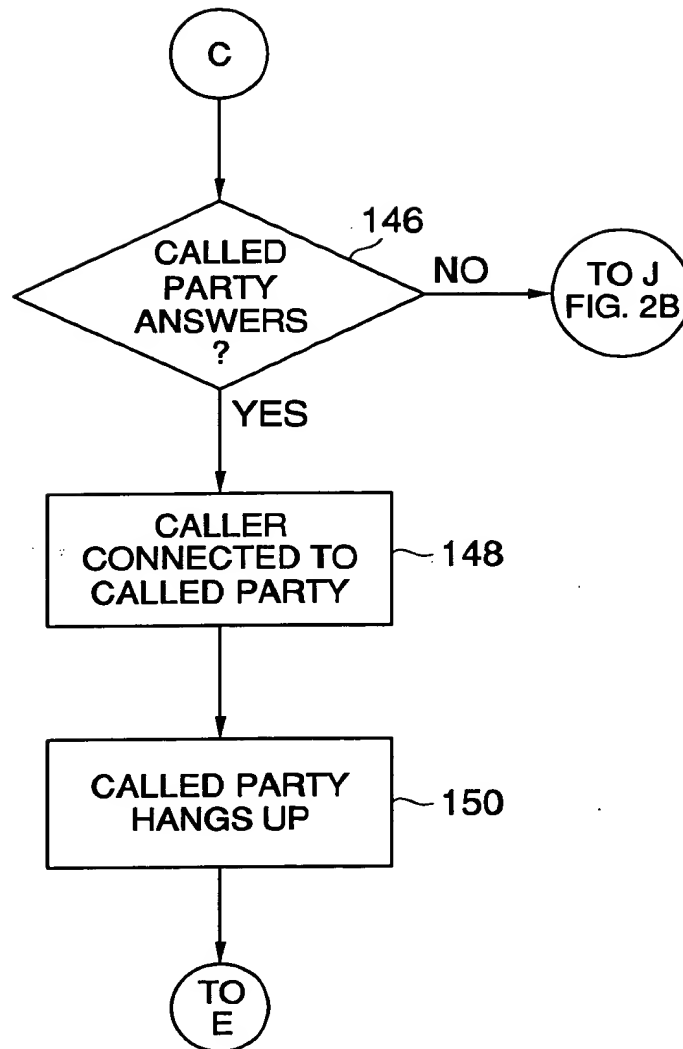 C
146
CALLED
PARTY
ANSWERS
?
NO
TO J
FIG. 2B
YES
CALLER
CONNECTED TO
CALLED PARTY
148
CALLED PARTY
HANGS UP
150
TO
E